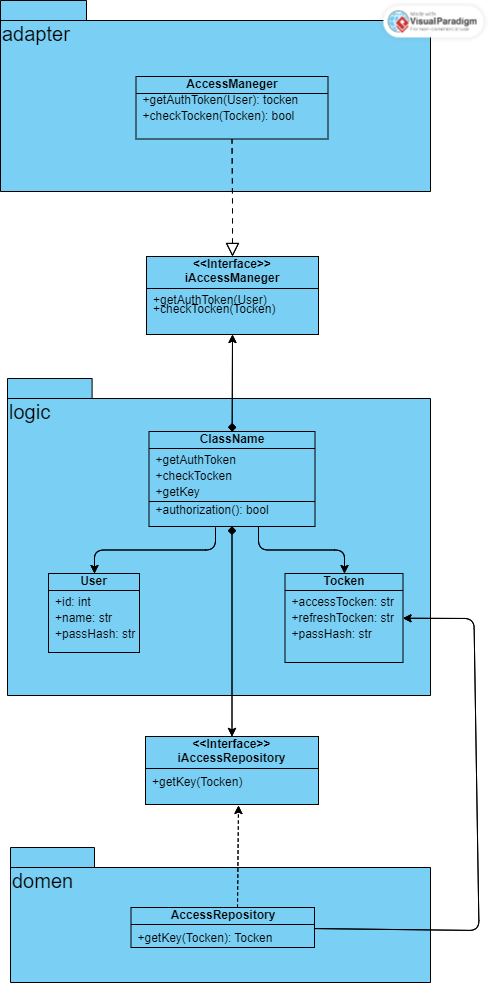 Made with
VisualParadigm
For non-commercial use
adapter
AccessManeger
+getAuthToken(User): tocken
+checkTocken(Tocken): bool
<<Interface>>
iAccessManeger
+getAuthToken(User)
+checkTocken(Tocken)
logic
ClassName
+getAuthToken
+checkTocken
+getKey
+authorization(): bool
User
+id: int
+name: str
+passHash: str
Tocken
+accessTocken: str
+refreshTocken: str
+passHash: str
<<Interface>>
iAccessRepository
+getKey(Tocken)
domen
AccessRepository
+getKey(Tocken): Tocken